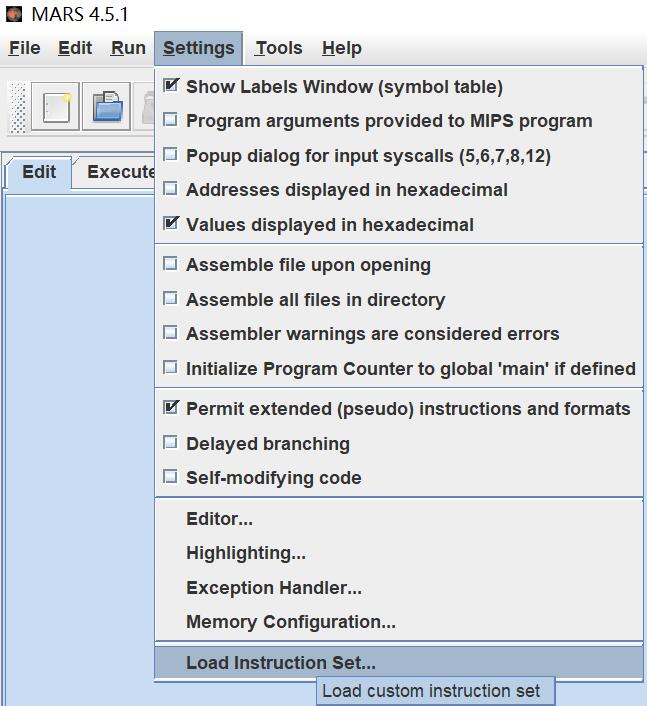 MARS 4.5.1
File Edit Run Settings Tools Help
Show Labels Window (symbol table)
Program arguments provided to MIPS program
Popup dialog for input syscalls (5,6,7,8,12)
Edit Execute
Addresses displayed in hexadecimal
Values displayed in hexadecimal
Assemble file upon opening
Assemble all files in directory
Assembler warnings are considered errors
Initialize Program Counter to global 'main' if defined
Permit extended (pseudo) instructions and formats
Delayed branching
Self-modifying code
Editor...
Highlighting...
Exception Handler...
Memory Configuration...
Load Instruction Set...
Load custom instruction set